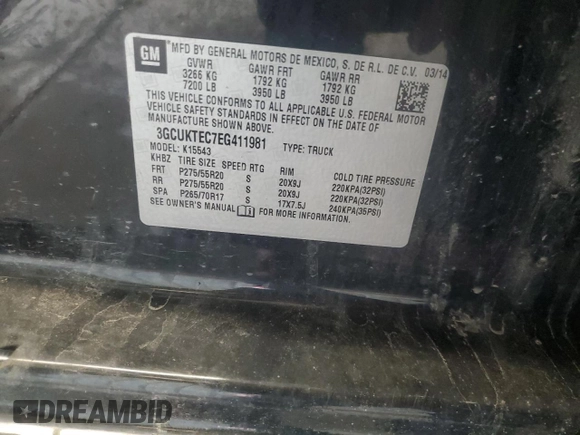 GM
MFD BY GENERAL MOTORS DE MEXICO, S. DE R.L. DE C.V. 03/14
GVWR GAWR FRT GAWR RR
3266 KG 1792 KG 1792 KG
7200 LB 3950 LB 3950 LB
THIS VEHICLE CONFORMS TO ALL APPLICABLE U.S. FEDERAL MOTOR
VEHICLE SAFETY STANDARDS IN EFFECT ON THE DATE OF
MANUFACTURE SHOWN ABOVE.
3GCUKTEC7EG411981 TYPE: TRUCK
MODEL: K15543
KHBZ TIRE SIZE SPEED RTG RIM COLD TIRE PRESSURE
FRT P275/55R20 S 20X9J 220KPA(32PSI)
RR P275/55R20 S 20X9J 220KPA(32PSI)
SPA P265/70R17 S 17X7.5J 240KPA(35PSI)
SEE OWNER'S MANUAL FOR MORE INFORMATION.
DREAMBID